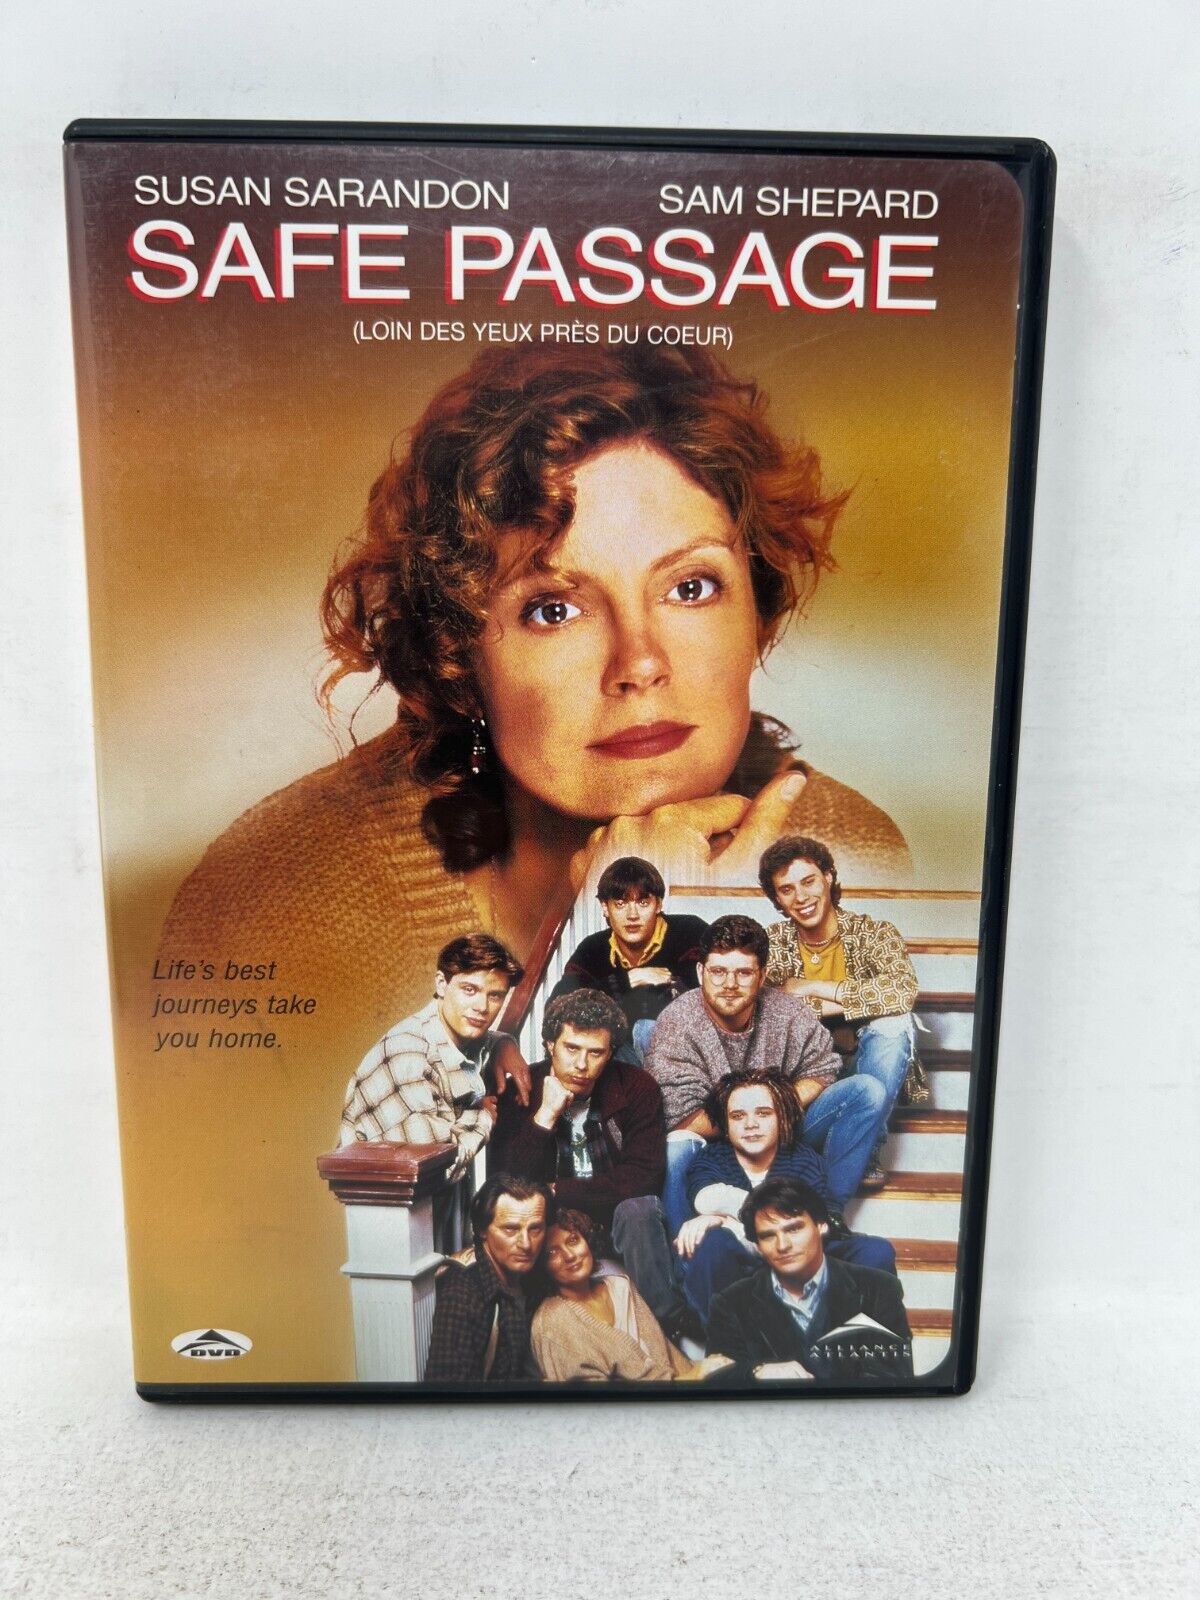 SUSAN SARANDON SAM SHEPARD
SAFE PASSAGE
(LOIN DES YEUX PRÈS DU COEUR)
Life's best
journeys take
you home.
DVD
ALLIANCE
ATLANTIS